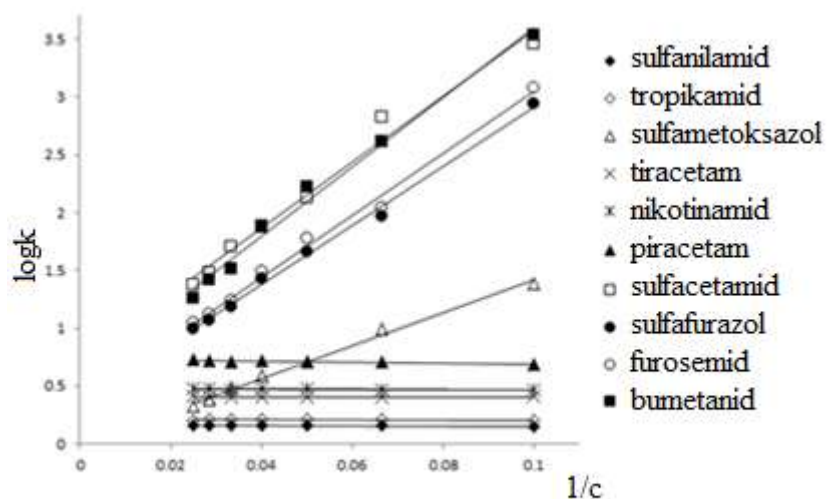 3.5
3
2.5
2
1.5
1
0.5
0
0
0.02
0.04
0.06
0.08
0.1
logk
1/c
sulfanilamid
tropikamid
sulfametoksazol
tiracetam
nikotinamid
piracetam
sulfacetamid
sulfafurazol
furosemid
bumetanid